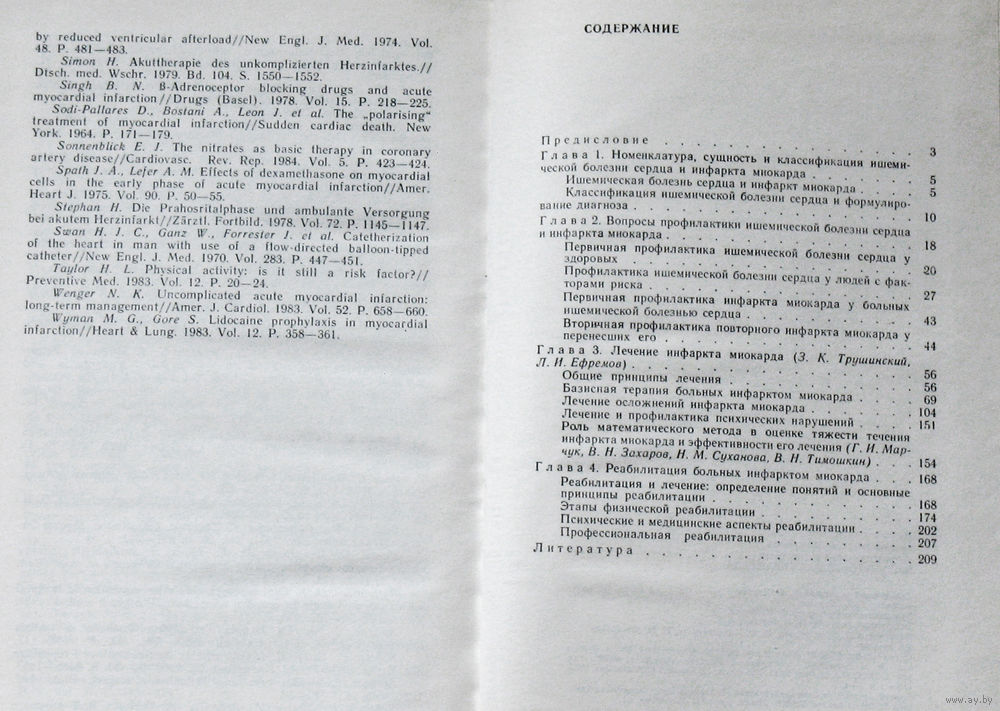 by reduced ventricular afterload//New Engl. J. Med. 1974. Vol.
48. P. 481—483.
Simon H. Akuttherapie des unkomplizierten Herzinfarktes.//
Dtsch. med. Wschr. 1979. Bd. 104. S. 1550—1552.
Singh B. N. ß-Adrenoceptor blocking drugs and acute
myocardial infarction//Drugs (Basel). 1978. Vol. 15. P. 218—225.
Sodi-Pallares D., Bostani A., Leon J. et al. The „polarising“
treatment of myocardial infarction//Sudden cardiac death. New
York. 1964. P. 171—179.
Sonnenblick E. J. The nitrates as basic therapy in coronary
artery disease//Cardiovasc. Rev. Rep. 1984. Vol. 5. P. 423—424.
Spath J. A., Lefer A. M. Effects of dexamethasone on myocardial
cells in the early phase of acute myocardial infarction//Amer.
Heart J. 1975. Vol. 90. P. 50—55.
Stephan H. Die Prahosritalphase und ambulante Versorgung
bei akutem Herzinfarkt//Zärztl. Fortbild. 1978. Vol. 72. P. 1145—1147.
Swan H. J. C., Ganz W., Forrester J. et al. Catetherization
of the heart in man with use of a flow-directed balloon-tipped
catheter//New Engl. J. Med. 1970. Vol. 283. P. 447—451.
Taylor H. L. Physical activity: is it still a risk factor?//
Preventive Med. 1983. Vol. 12. P. 20—24.
Wenger N. K. Uncomplicated acute myocardial infarction:
long-term management//Amer. J. Cardiol. 1983. Vol. 52. P. 658—660.
Wyman M. G., Gore S. Lidocaine prophylaxis in myocardial
infarction//Heart & Lung. 1983. Vol. 12. P. 358—361.
СОДЕРЖАНИЕ
Предисловие . . . . . . . . . . . . . 3
Глава 1. Номенклатура, сущность и классификация ишеми-
ческой болезни сердца и инфаркта миокарда . . . . . 5
Ишемическая болезнь сердца и инфаркт миокарда . . . 5
Классификация ишемической болезни сердца и формулиро-
вание диагноза . . . . . . . . . . . . . 10
Глава 2. Вопросы профилактики ишемической болезни сердца
и инфаркта миокарда . . . . . . . . . . . . 18
Первичная профилактика ишемической болезни сердца у
здоровых . . . . . . . . . . . . . 20
Профилактика ишемической болезни сердца у людей с фак-
торами риска . . . . . . . . . . . . . 27
Первичная профилактика инфаркта миокарда у больных
ишемической болезнью сердца . . . . . . . . 43
Вторичная профилактика повторного инфаркта миокарда у
перенесших его . . . . . . . . . . . . 44
Глава 3. Лечение инфаркта миокарда (З. К. Трушинский,
Л. И. Ефремов) . . . . . . . . . . . . . 56
Общие принципы лечения . . . . . . . . . 56
Базисная терапия больных инфарктом миокарда . . . 69
Лечение осложнений инфаркта миокарда . . . . . 104
Лечение и профилактика психических нарушений . . . 151
Роль математического метода в оценке тяжести течения
инфаркта миокарда и эффективности его лечения (Г. И. Мар-
чук, В. Н. Захаров, Н. М. Суханова, В. Н. Тимошкин) . . . 154
Глава 4. Реабилитация больных инфарктом миокарда . . . 168
Реабилитация и лечение: определение понятий и основные
принципы реабилитации . . . . . . . . . . 168
Этапы физической реабилитации . . . . . . . . 174
Психические и медицинские аспекты реабилитации . . . 202
Профессиональная реабилитация . . . . . . . . 207
Литература . . . . . . . . . . . . . 209
www.ay.by